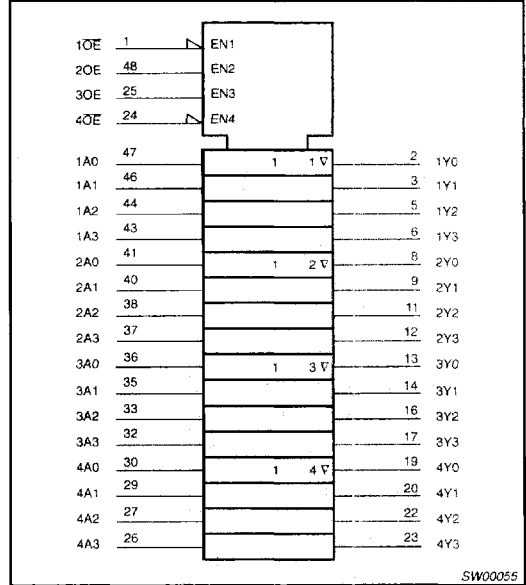 1O̅E̅ 1 EN1
2OE 48 EN2
3OE 25 EN3
4O̅E̅ 24 EN4
1A0 47 1 1 ∇ 2 1Y0
1A1 46 3 1Y1
1A2 44 5 1Y2
1A3 43 6 1Y3
2A0 41 1 2 ∇ 8 2Y0
2A1 40 9 2Y1
2A2 38 11 2Y2
2A3 37 12 2Y3
3A0 36 1 3 ∇ 13 3Y0
3A1 35 14 3Y1
3A2 33 16 3Y2
3A3 32 17 3Y3
4A0 30 1 4 ∇ 19 4Y0
4A1 29 20 4Y1
4A2 27 22 4Y2
4A3 26 23 4Y3
SW00055